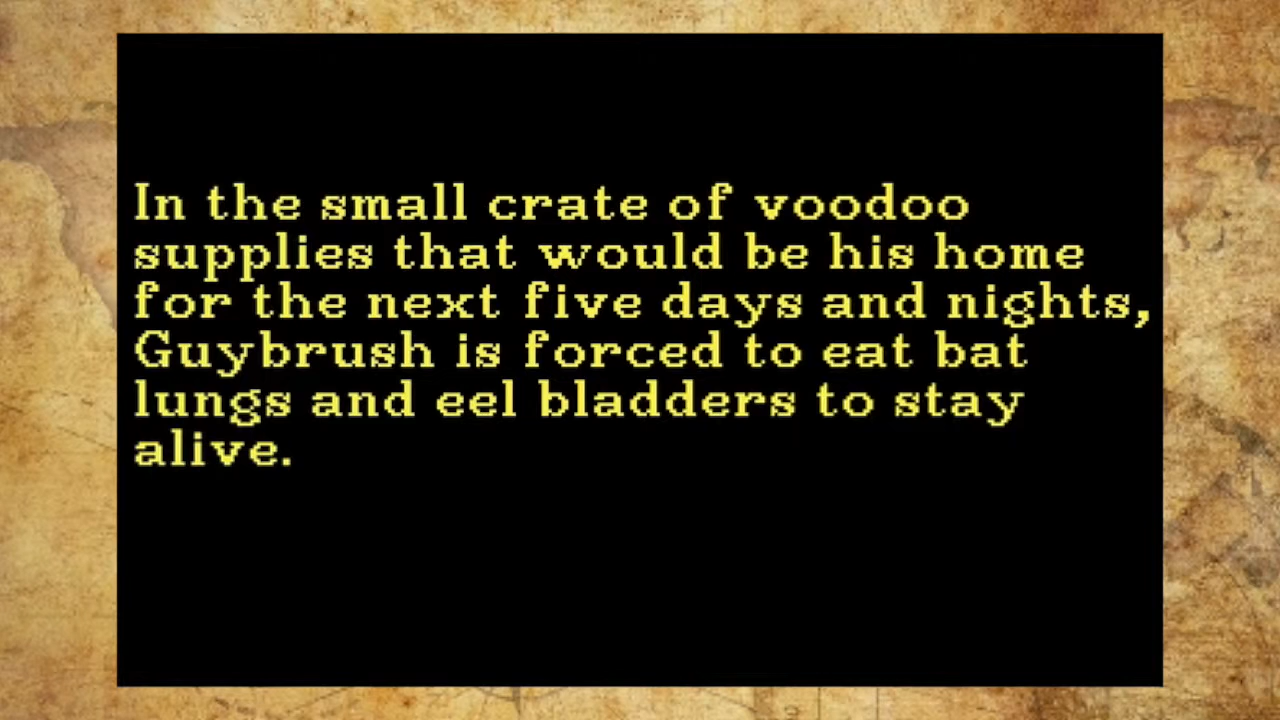 In the small crate of voodoo
supplies that would be his home
for the next five days and nights,
Guybrush is forced to eat bat
lungs and eel bladders to stay
alive.